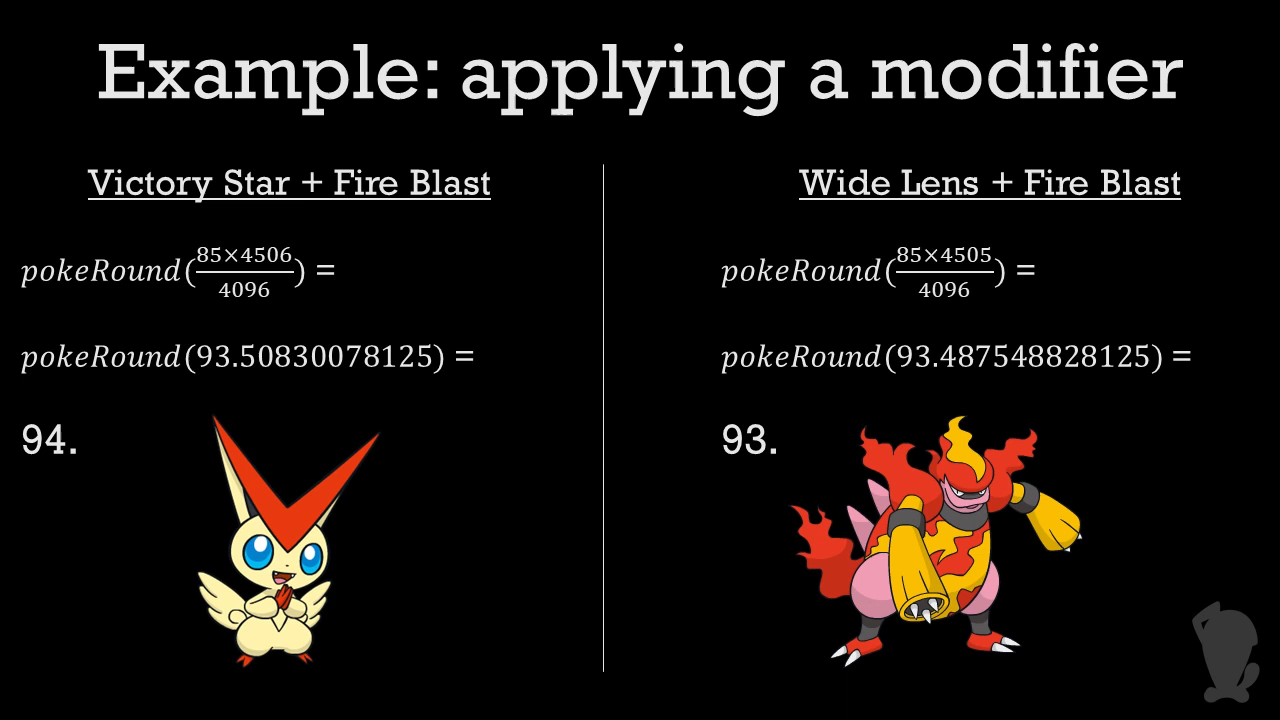 Example: applying a modifier
Victory Star + Fire Blast
pokeRound(85×4506/4096) =
pokeRound(93.50830078125) =
94.
Wide Lens + Fire Blast
pokeRound(85×4505/4096) =
pokeRound(93.487548828125) =
93.